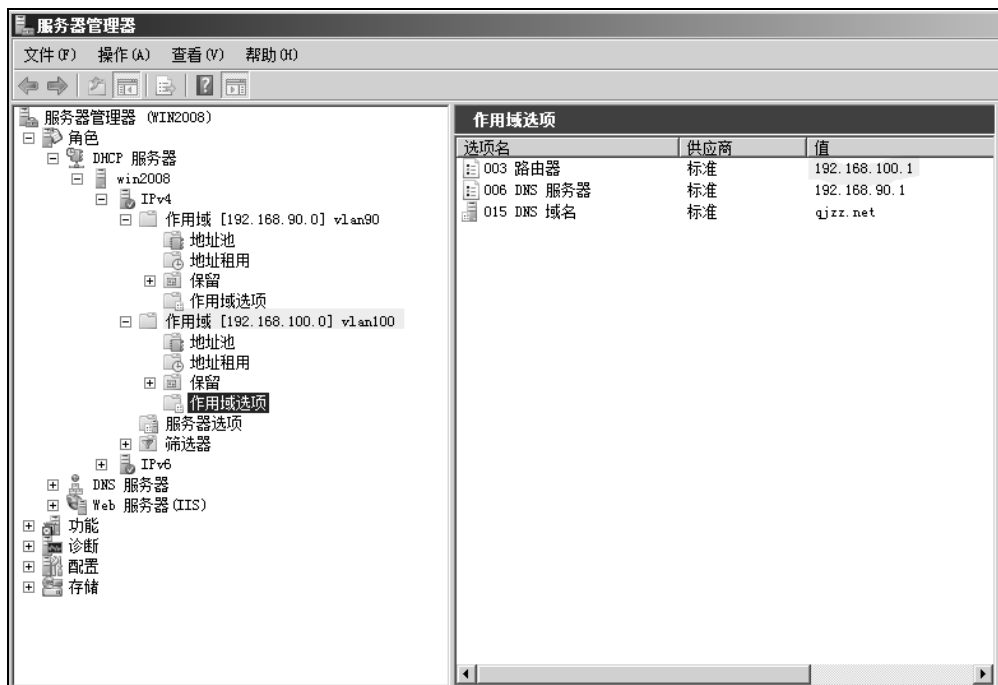 服务器管理器
文件(F) 操作(A) 查看(V) 帮助(H)
服务器管理器 (WIN2008)
角色
DHCP 服务器
win2008
IPv4
作用域 [192.168.90.0] vlan90
地址池
地址租用
保留
作用域选项
作用域 [192.168.100.0] vlan100
地址池
地址租用
保留
作用域选项
服务器选项
筛选器
IPv6
DNS 服务器
Web 服务器(IIS)
功能
诊断
配置
存储
作用域选项
选项名 供应商 值
003 路由器 标准 192.168.100.1
006 DNS 服务器 标准 192.168.90.1
015 DNS 域名 标准 qjzz.net